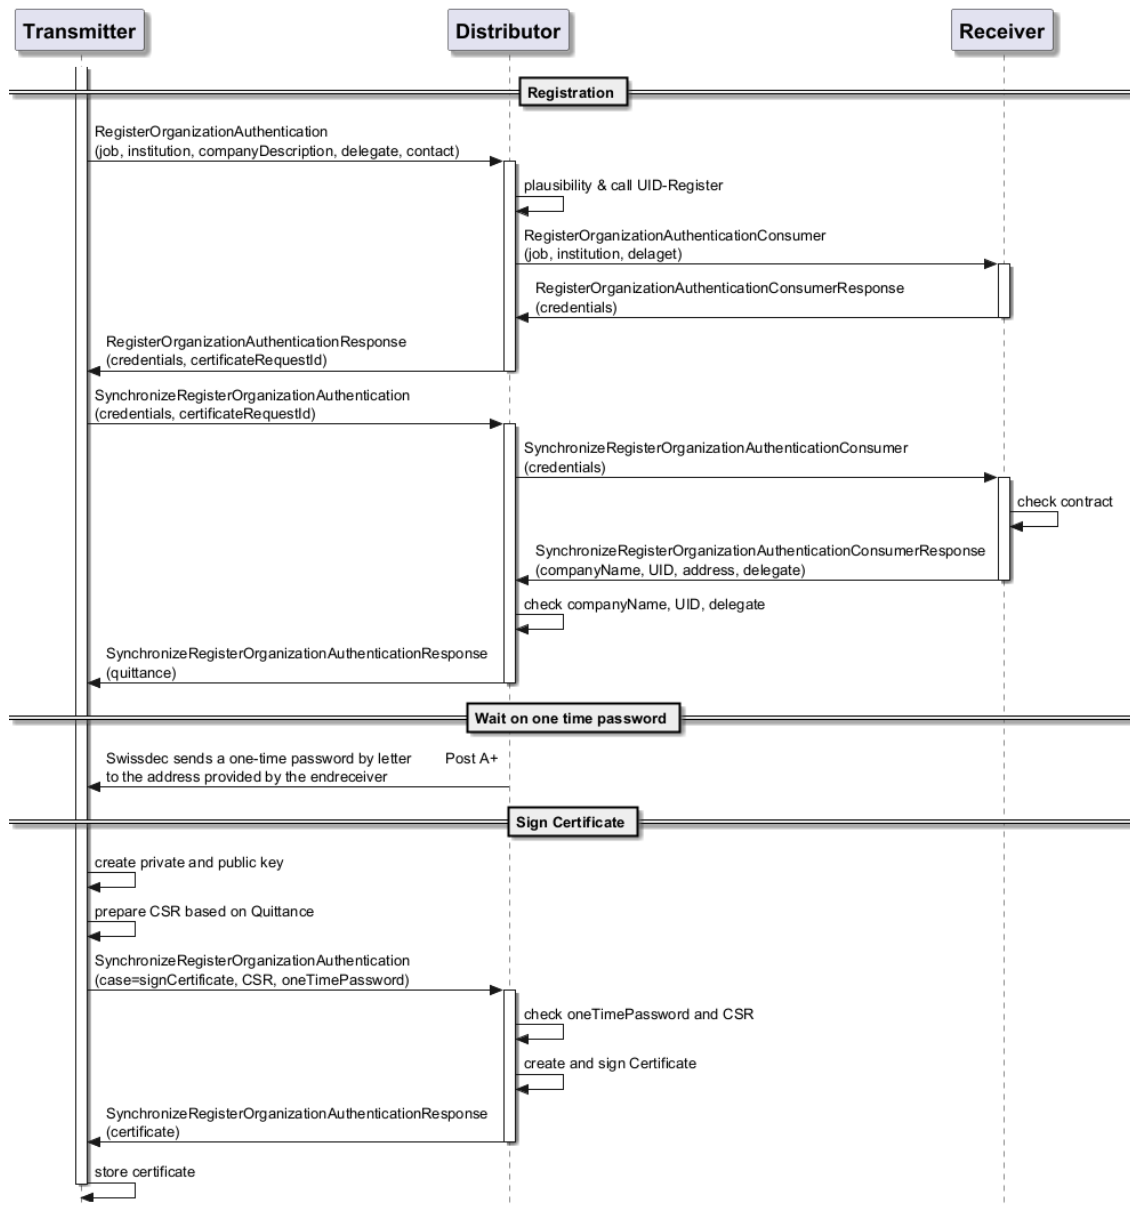 Transmitter
Distributor
Receiver
Registration
RegisterOrganizationAuthentication
(job, institution, companyDescription, delegate, contact)
plausibility & call UID-Register
RegisterOrganizationAuthenticationConsumer
(job, institution, delaget)
RegisterOrganizationAuthenticationConsumerResponse
(credentials)
RegisterOrganizationAuthenticationResponse
(credentials, certificateRequestId)
SynchronizeRegisterOrganizationAuthentication
(credentials, certificateRequestId)
SynchronizeRegisterOrganizationAuthenticationConsumer
(credentials)
check contract
SynchronizeRegisterOrganizationAuthenticationConsumerResponse
(companyName, UID, address, delegate)
check companyName, UID, delegate
SynchronizeRegisterOrganizationAuthenticationResponse
(quittance)
Wait on one time password
Swissdec sends a one-time password by letter Post A+
to the address provided by the endreceiver
Sign Certificate
create private and public key
prepare CSR based on Quittance
SynchronizeRegisterOrganizationAuthentication
(case=signCertificate, CSR, oneTimePassword)
check oneTimePassword and CSR
create and sign Certificate
SynchronizeRegisterOrganizationAuthenticationResponse
(certificate)
store certificate